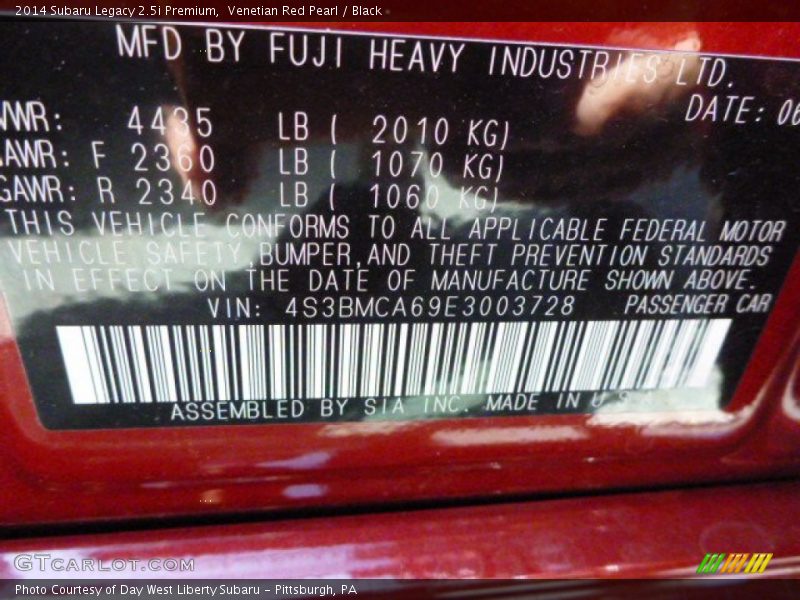 2014 Subaru Legacy 2.5i Premium,  Venetian Red Pearl / Black
MFD BY FUJI HEAVY INDUSTRIES LTD.
DATE: 06
4435 LB ( 2010 KG)
F 2360 LB ( 1070 KG)
GAWR: R 2340 LB ( 1060 KG)
THIS VEHICLE CONFORMS TO ALL APPLICABLE FEDERAL MOTOR
VEHICLE SAFETY,BUMPER,AND THEFT PREVENTION STANDARDS
IN EFFECT ON THE DATE OF MANUFACTURE SHOWN ABOVE.
VIN: 4S3BMCA69E3003728 PASSENGER CAR
ASSEMBLED BY SIA INC. MADE IN U.S.A.
GTCARLOT.COM
Photo Courtesy of Day West Liberty Subaru - Pittsburgh, PA